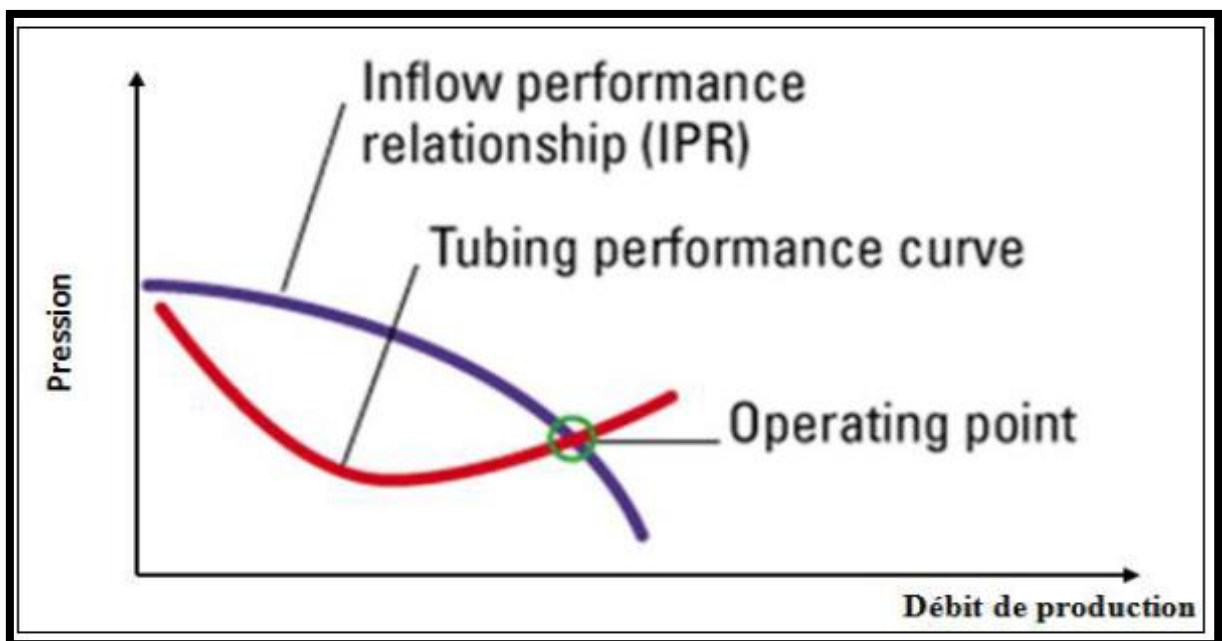 Inflow performance
relationship (IPR)
Tubing performance curve
Pression
Operating point
Débit de production